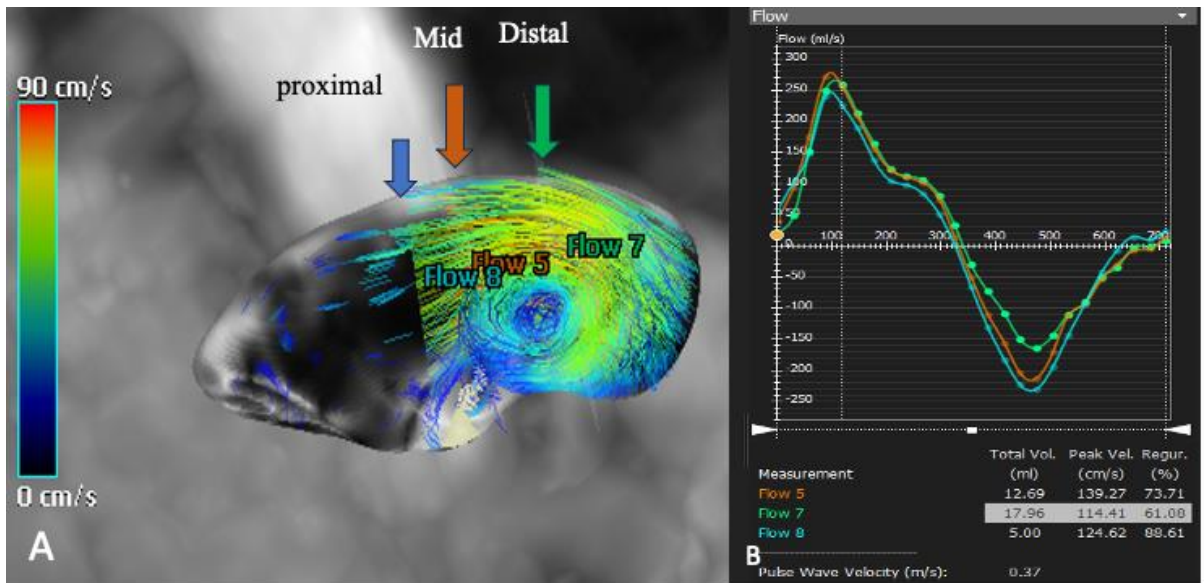 90 cm/s
0 cm/s
proximal
Mid
Distal
Flow 8
Flow 5
Flow 7
A
Flow
Flow (ml/s)
300
250
200
150
100
50
0
-50
-100
-150
-200
-250
100
200
300
400
500
600
Total Vol. Peak Vel. Regur.
Measurement (ml) (cm/s) (%)
Flow 5 12.69 139.27 73.71
Flow 7 17.96 114.41 61.08
Flow 8 5.00 124.62 88.61
B
Pulse Wave Velocity (m/s): 0.37